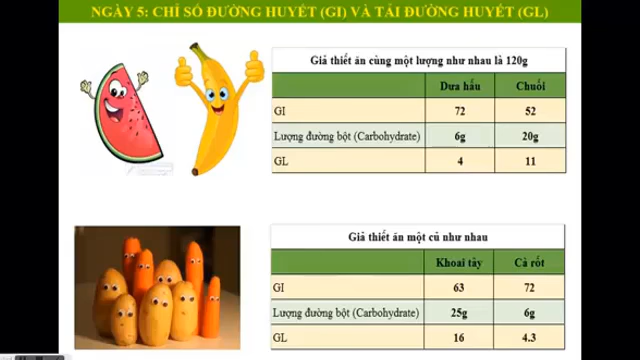 NGÀY 5: CHỈ SỐ ĐƯỜNG HUYẾT (GI) VÀ TẢI ĐƯỜNG HUYẾT (GL)
Giả thiết ăn cùng một lượng như nhau là 120g
Dưa hấu Chuối
GI 72 52
Lượng đường bột (Carbohydrate) 6g 20g
GL 4 11
Giả thiết ăn một củ như nhau
Khoai tây Cà rốt
GI 63 72
Lượng đường bột (Carbohydrate) 25g 6g
GL 16 4.3